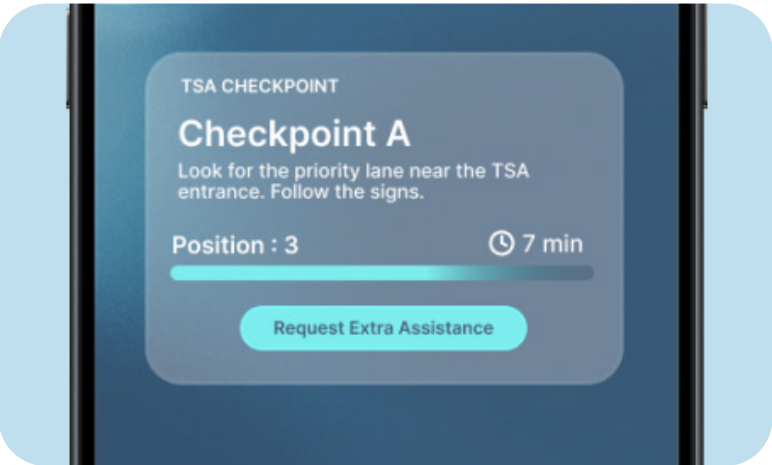 TSA CHECKPOINT
Checkpoint A
Look for the priority lane near the TSA
entrance. Follow the signs.
Position : 3
7 min
Request Extra Assistance